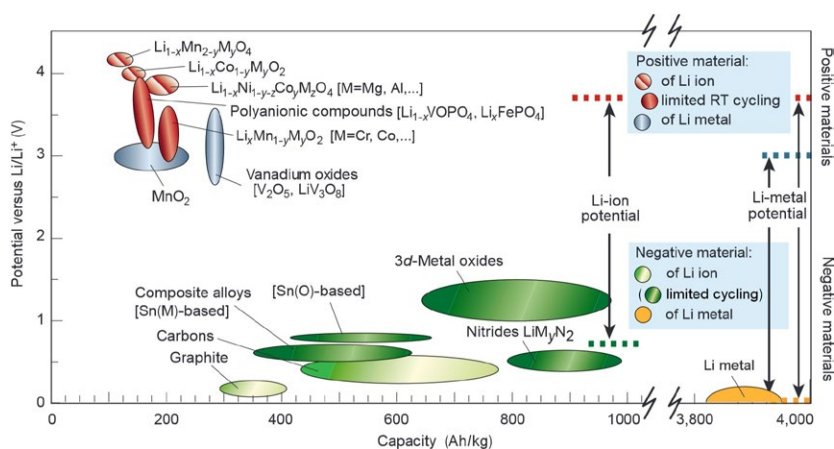 Li1-xMn2-yMyO4
Li1-xCo1-yMyO2
Li1-xNi1-y-zCoyMzO4 [M=Mg, Al,...]
Polyanionic compounds [Li1-xVOPO4, LixFePO4]
LixMn1-yMyO2 [M=Cr, Co,...]
MnO2
Vanadium oxides
[V2O5, LiV3O8]
Positive material:
of Li ion
limited RT cycling
of Li metal
Positive materials
Li-ion
potential
Li-metal
potential
Negative material:
of Li ion
(limited cycling)
of Li metal
Negative materials
3d-Metal oxides
[Sn(O)-based]
Composite alloys
[Sn(M)-based]
Carbons
Graphite
Nitrides LiMyN2
Li metal
Potential versus Li/Li+ (V)
4
3
2
1
0
0 200 400 600 800 1000 3,800 4,000
Capacity (Ah/kg)